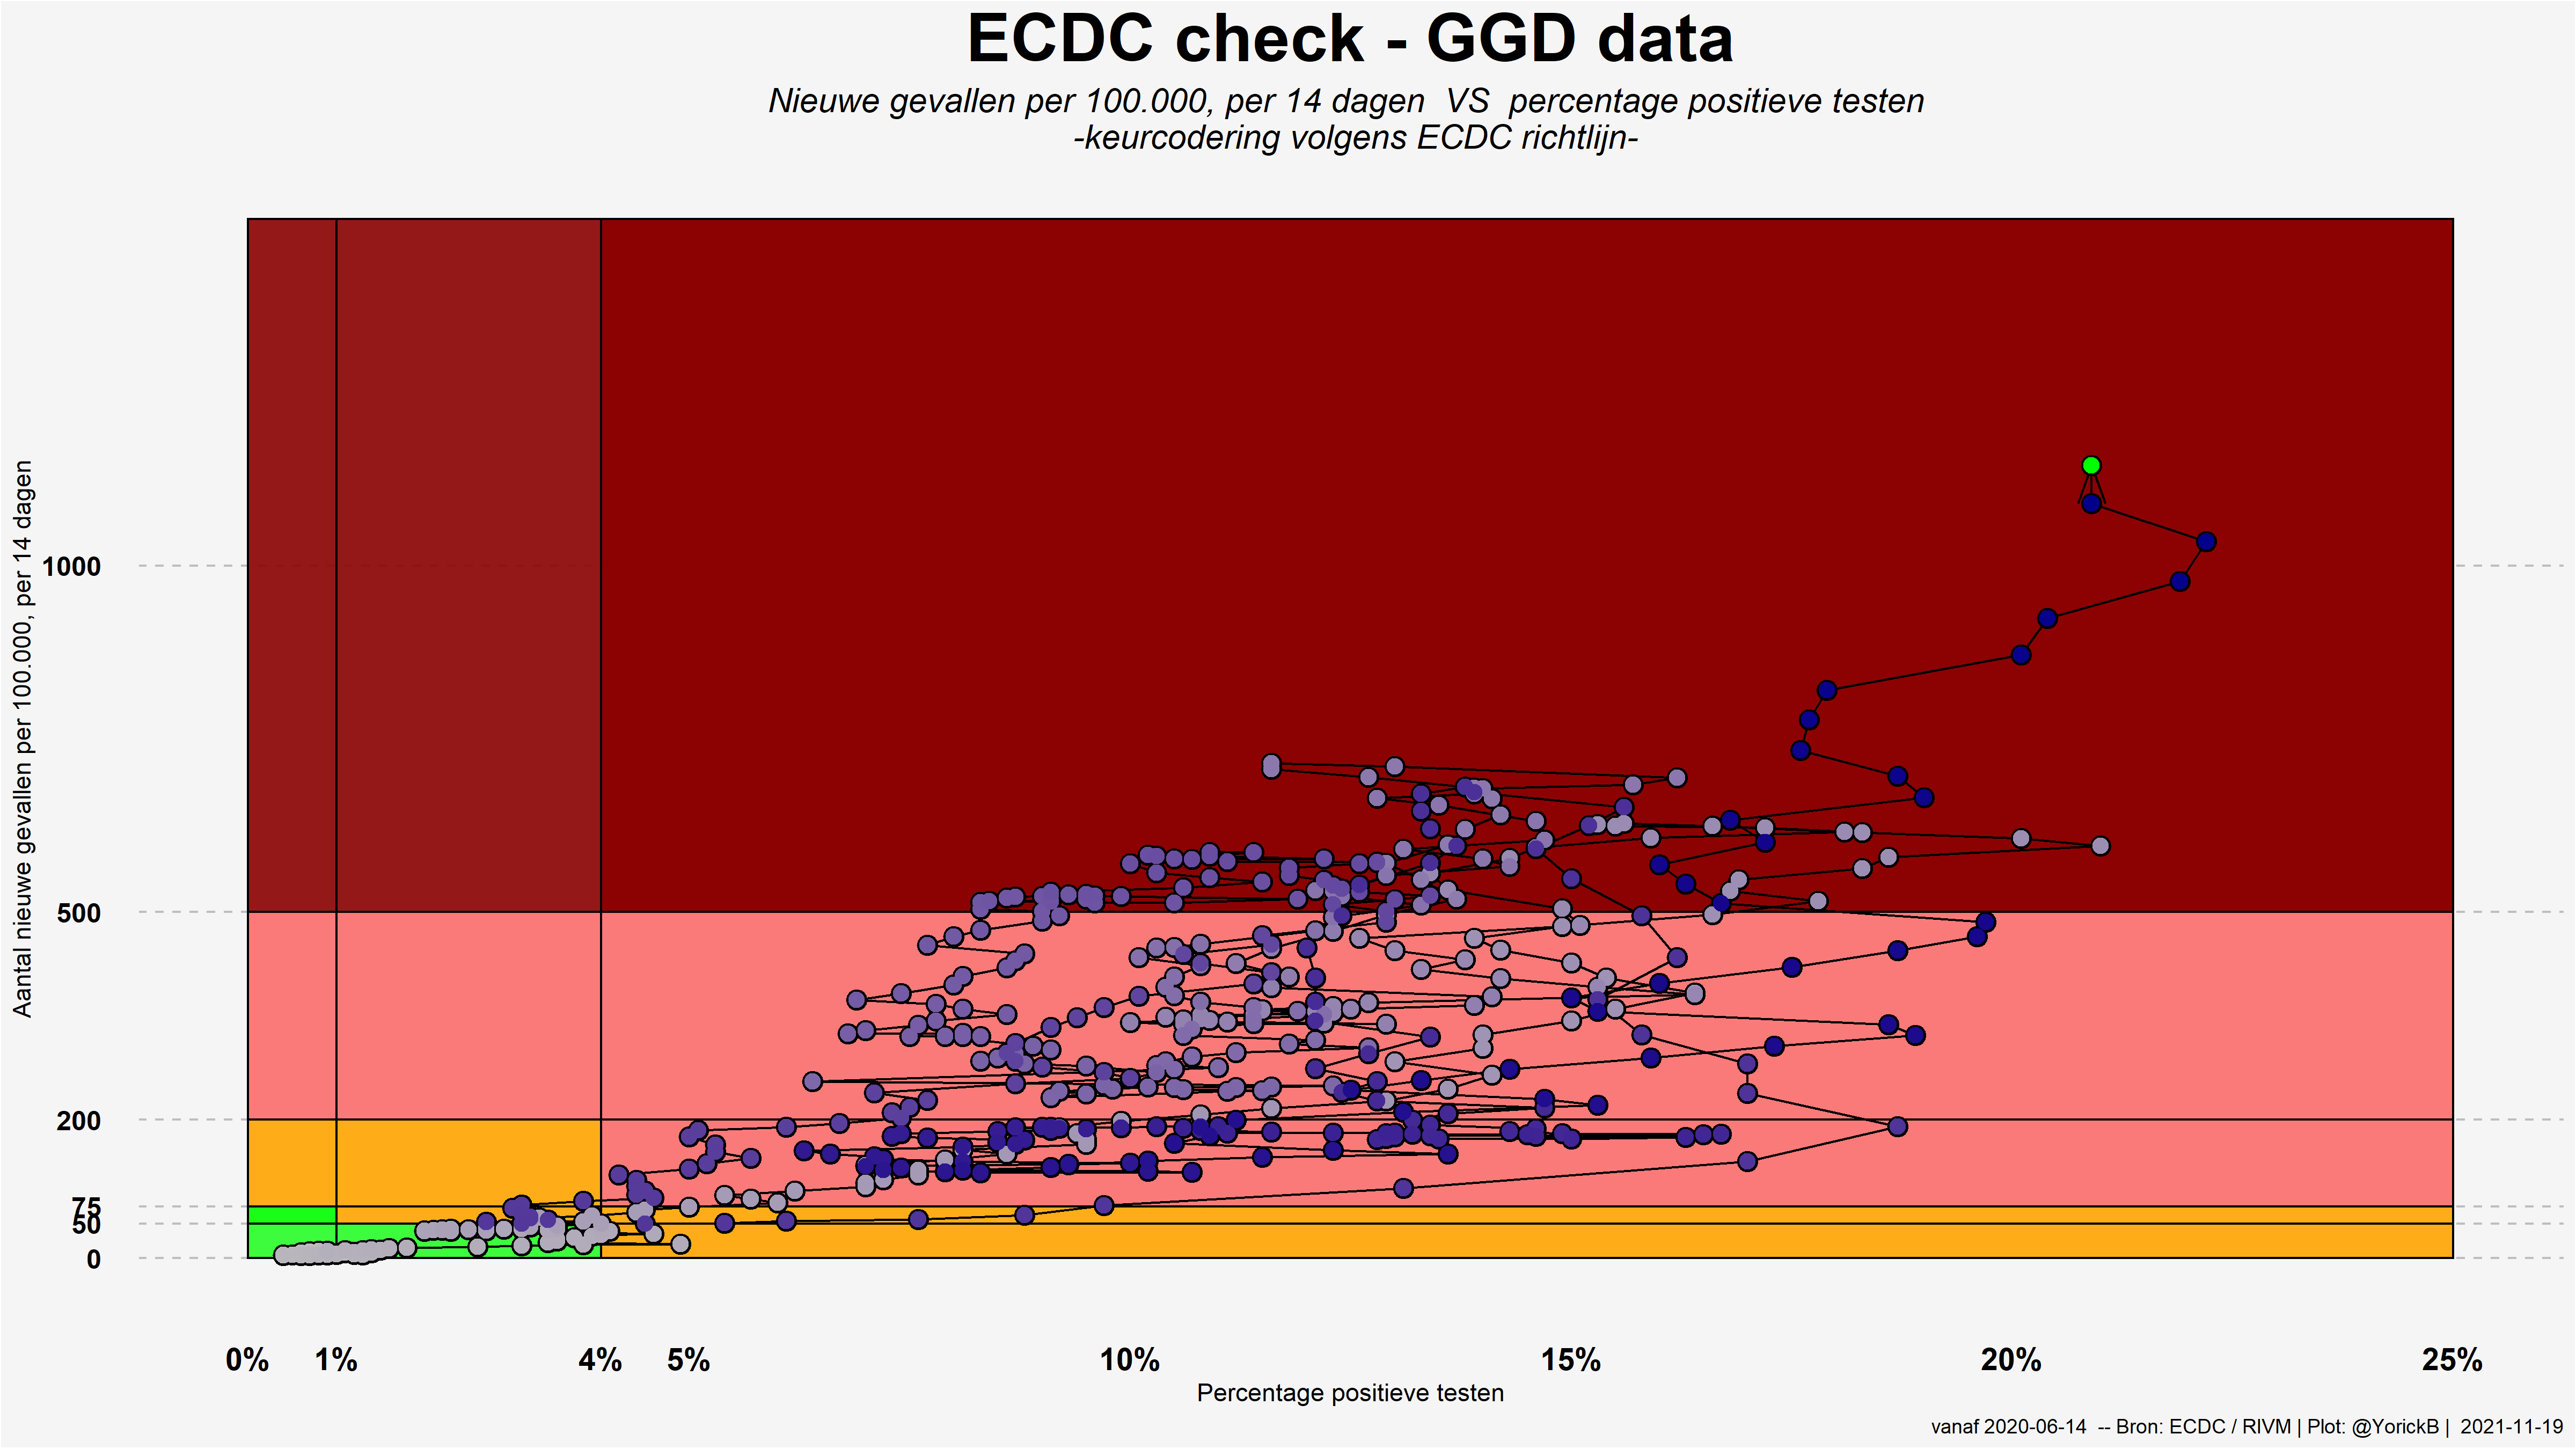 ECDC check - GGD data
Nieuwe gevallen per 100.000, per 14 dagen  VS  percentage positieve testen
-keurcodering volgens ECDC richtlijn-
Aantal nieuwe gevallen per 100.000, per 14 dagen
1000
500
200
75
50
0
0% 1% 4% 5% 10% 15% 20% 25%
Percentage positieve testen
vanaf 2020-06-14  -- Bron: ECDC / RIVM | Plot: @YorickB |  2021-11-19